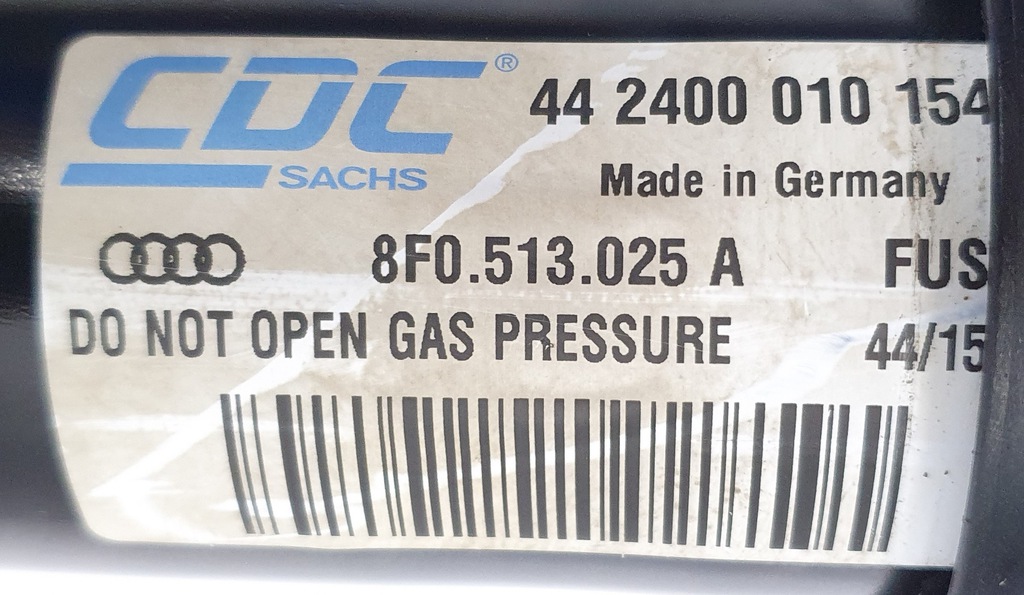 CDC®
SACHS
44 2400 010 154
Made in Germany
8F0.513.025 A
FUS
DO NOT OPEN GAS PRESSURE
44/15